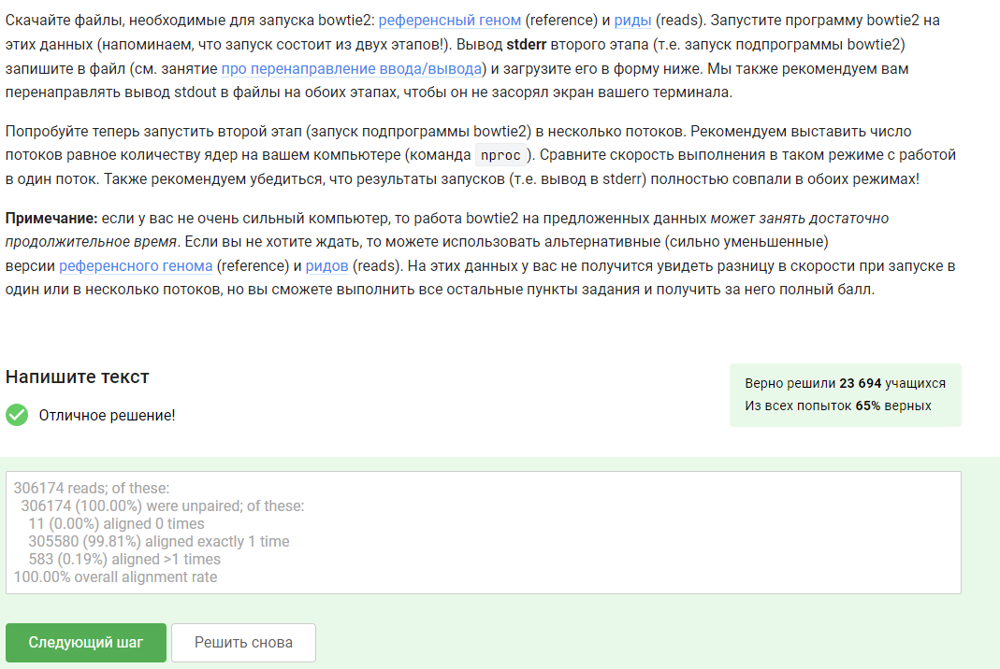 Скачайте файлы, необходимые для запуска bowtie2: референсный геном (reference) и риды (reads). Запустите программу bowtie2 на
этих данных (напоминаем, что запуск состоит из двух этапов!). Вывод stderr второго этапа (т.е. запуск подпрограммы bowtie2)
запишите в файл (см. занятие про перенаправление ввода/вывода) и загрузите его в форму ниже. Мы также рекомендуем вам
перенаправлять вывод stdout в файлы на обоих этапах, чтобы он не засорял экран вашего терминала.
Попробуйте теперь запустить второй этап (запуск подпрограммы bowtie2) в несколько потоков. Рекомендуем выставить число
потоков равное количеству ядер на вашем компьютере (команда nproc ). Сравните скорость выполнения в таком режиме с работой
в один поток. Также рекомендуем убедиться, что результаты запусков (т.е. вывод в stderr) полностью совпали в обоих режимах!
Примечание: если у вас не очень сильный компьютер, то работа bowtie2 на предложенных данных может занять достаточно
продолжительное время. Если вы не хотите ждать, то можете использовать альтернативные (сильно уменьшенные)
версии референсного генома (reference) и ридов (reads). На этих данных у вас не получится увидеть разницу в скорости при запуске в
один или в несколько потоков, но вы сможете выполнить все остальные пункты задания и получить за него полный балл.
Напишите текст
Отличное решение!
Верно решили 23 694 учащихся
Из всех попыток 65% верных
306174 reads; of these:
306174 (100.00%) were unpaired; of these:
11 (0.00%) aligned 0 times
305580 (99.81%) aligned exactly 1 time
583 (0.19%) aligned >1 times
100.00% overall alignment rate
Следующий шаг
Решить снова